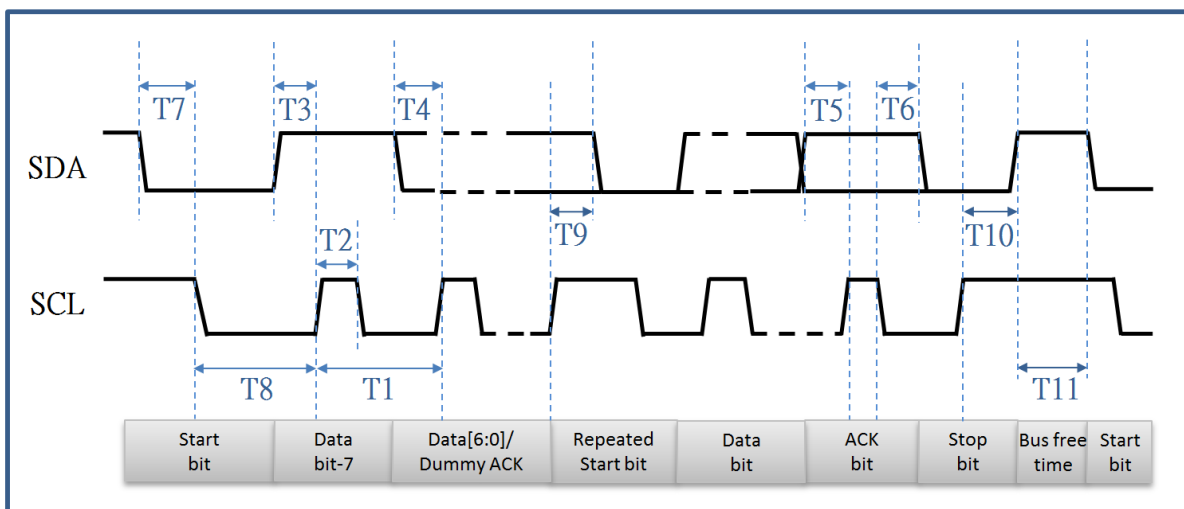 T7
T3
T4
T5
T6
SDA
T9
T10
T2
SCL
T8
T1
T11
Start
bit
Data
bit-7
Data[6:0]/
Dummy ACK
Repeated
Start bit
Data
bit
ACK
bit
Stop
bit
Bus free
time
Start
bit